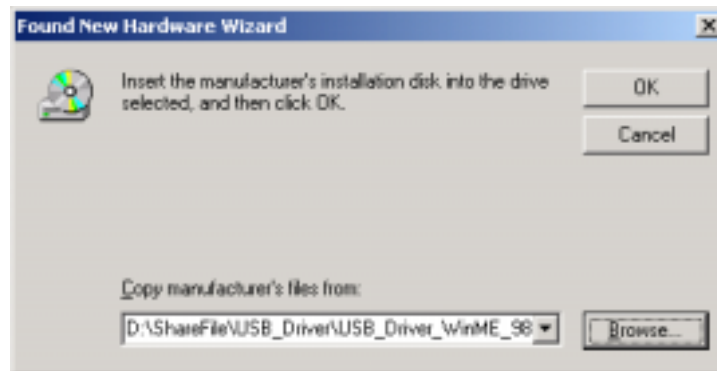 Found New Hardware Wizard
Insert the manufacturer's installation disk into the drive
selected, and then click OK.
OK
Cancel
Copy manufacturer's files from:
D:\ShareFile\USB_Driver\USB_Driver_WinME_98
Browse...